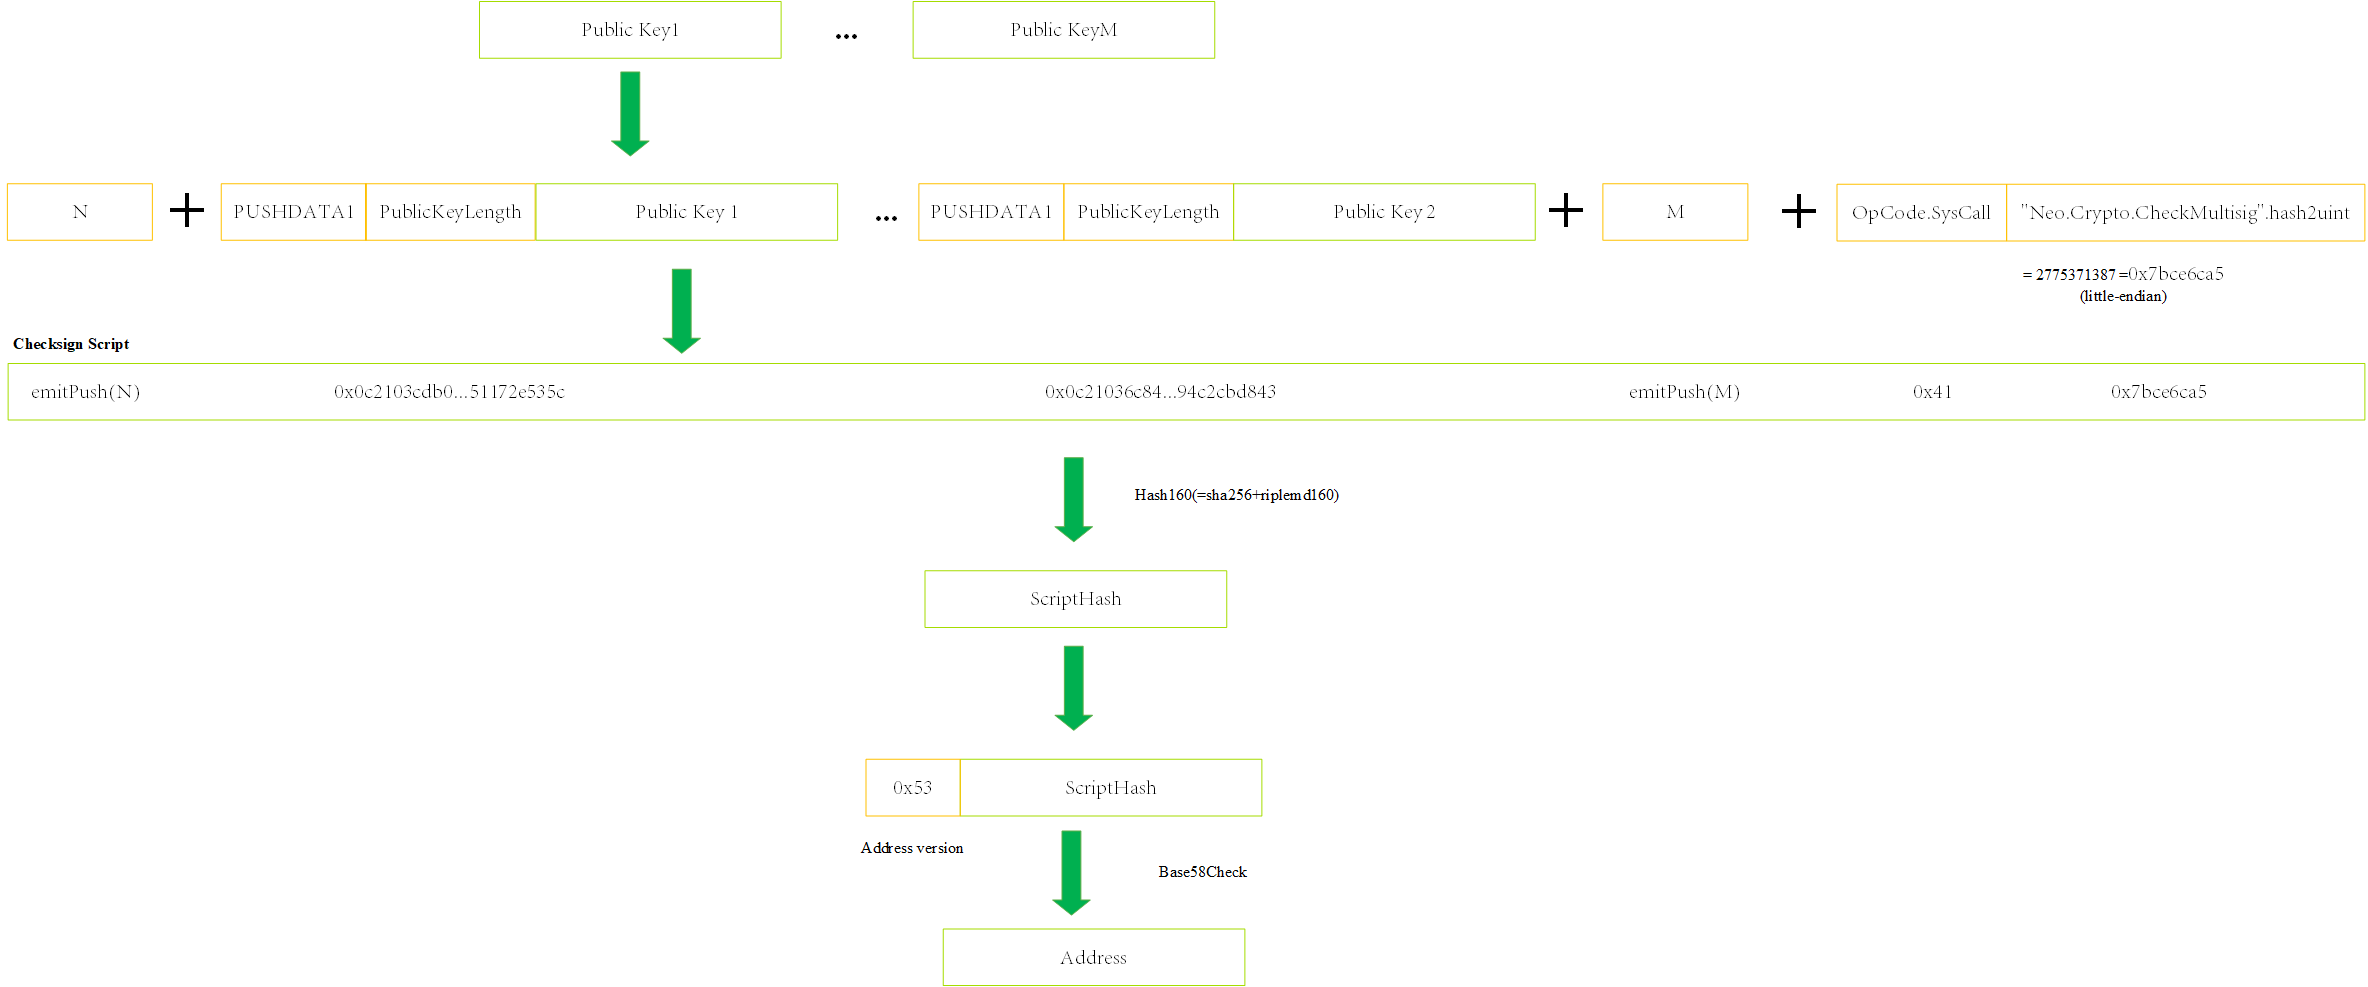 Public Key1 ... Public KeyM
N + PUSHDATA1 PublicKeyLength Public Key 1 ... PUSHDATA1 PublicKeyLength Public Key 2 + M + OpCode.SysCall "Neo.Crypto.CheckMultisig".hash2uint
= 2775371387 =0x7bce6ca5
(little-endian)
Checksign Script
emitPush(N) 0x0c2103cdb0...51172e535c 0x0c21036c84...94c2cbd843 emitPush(M) 0x41 0x7bce6ca5
Hash160(=sha256+riplemd160)
ScriptHash
0x53 ScriptHash
Address version
Base58Check
Address